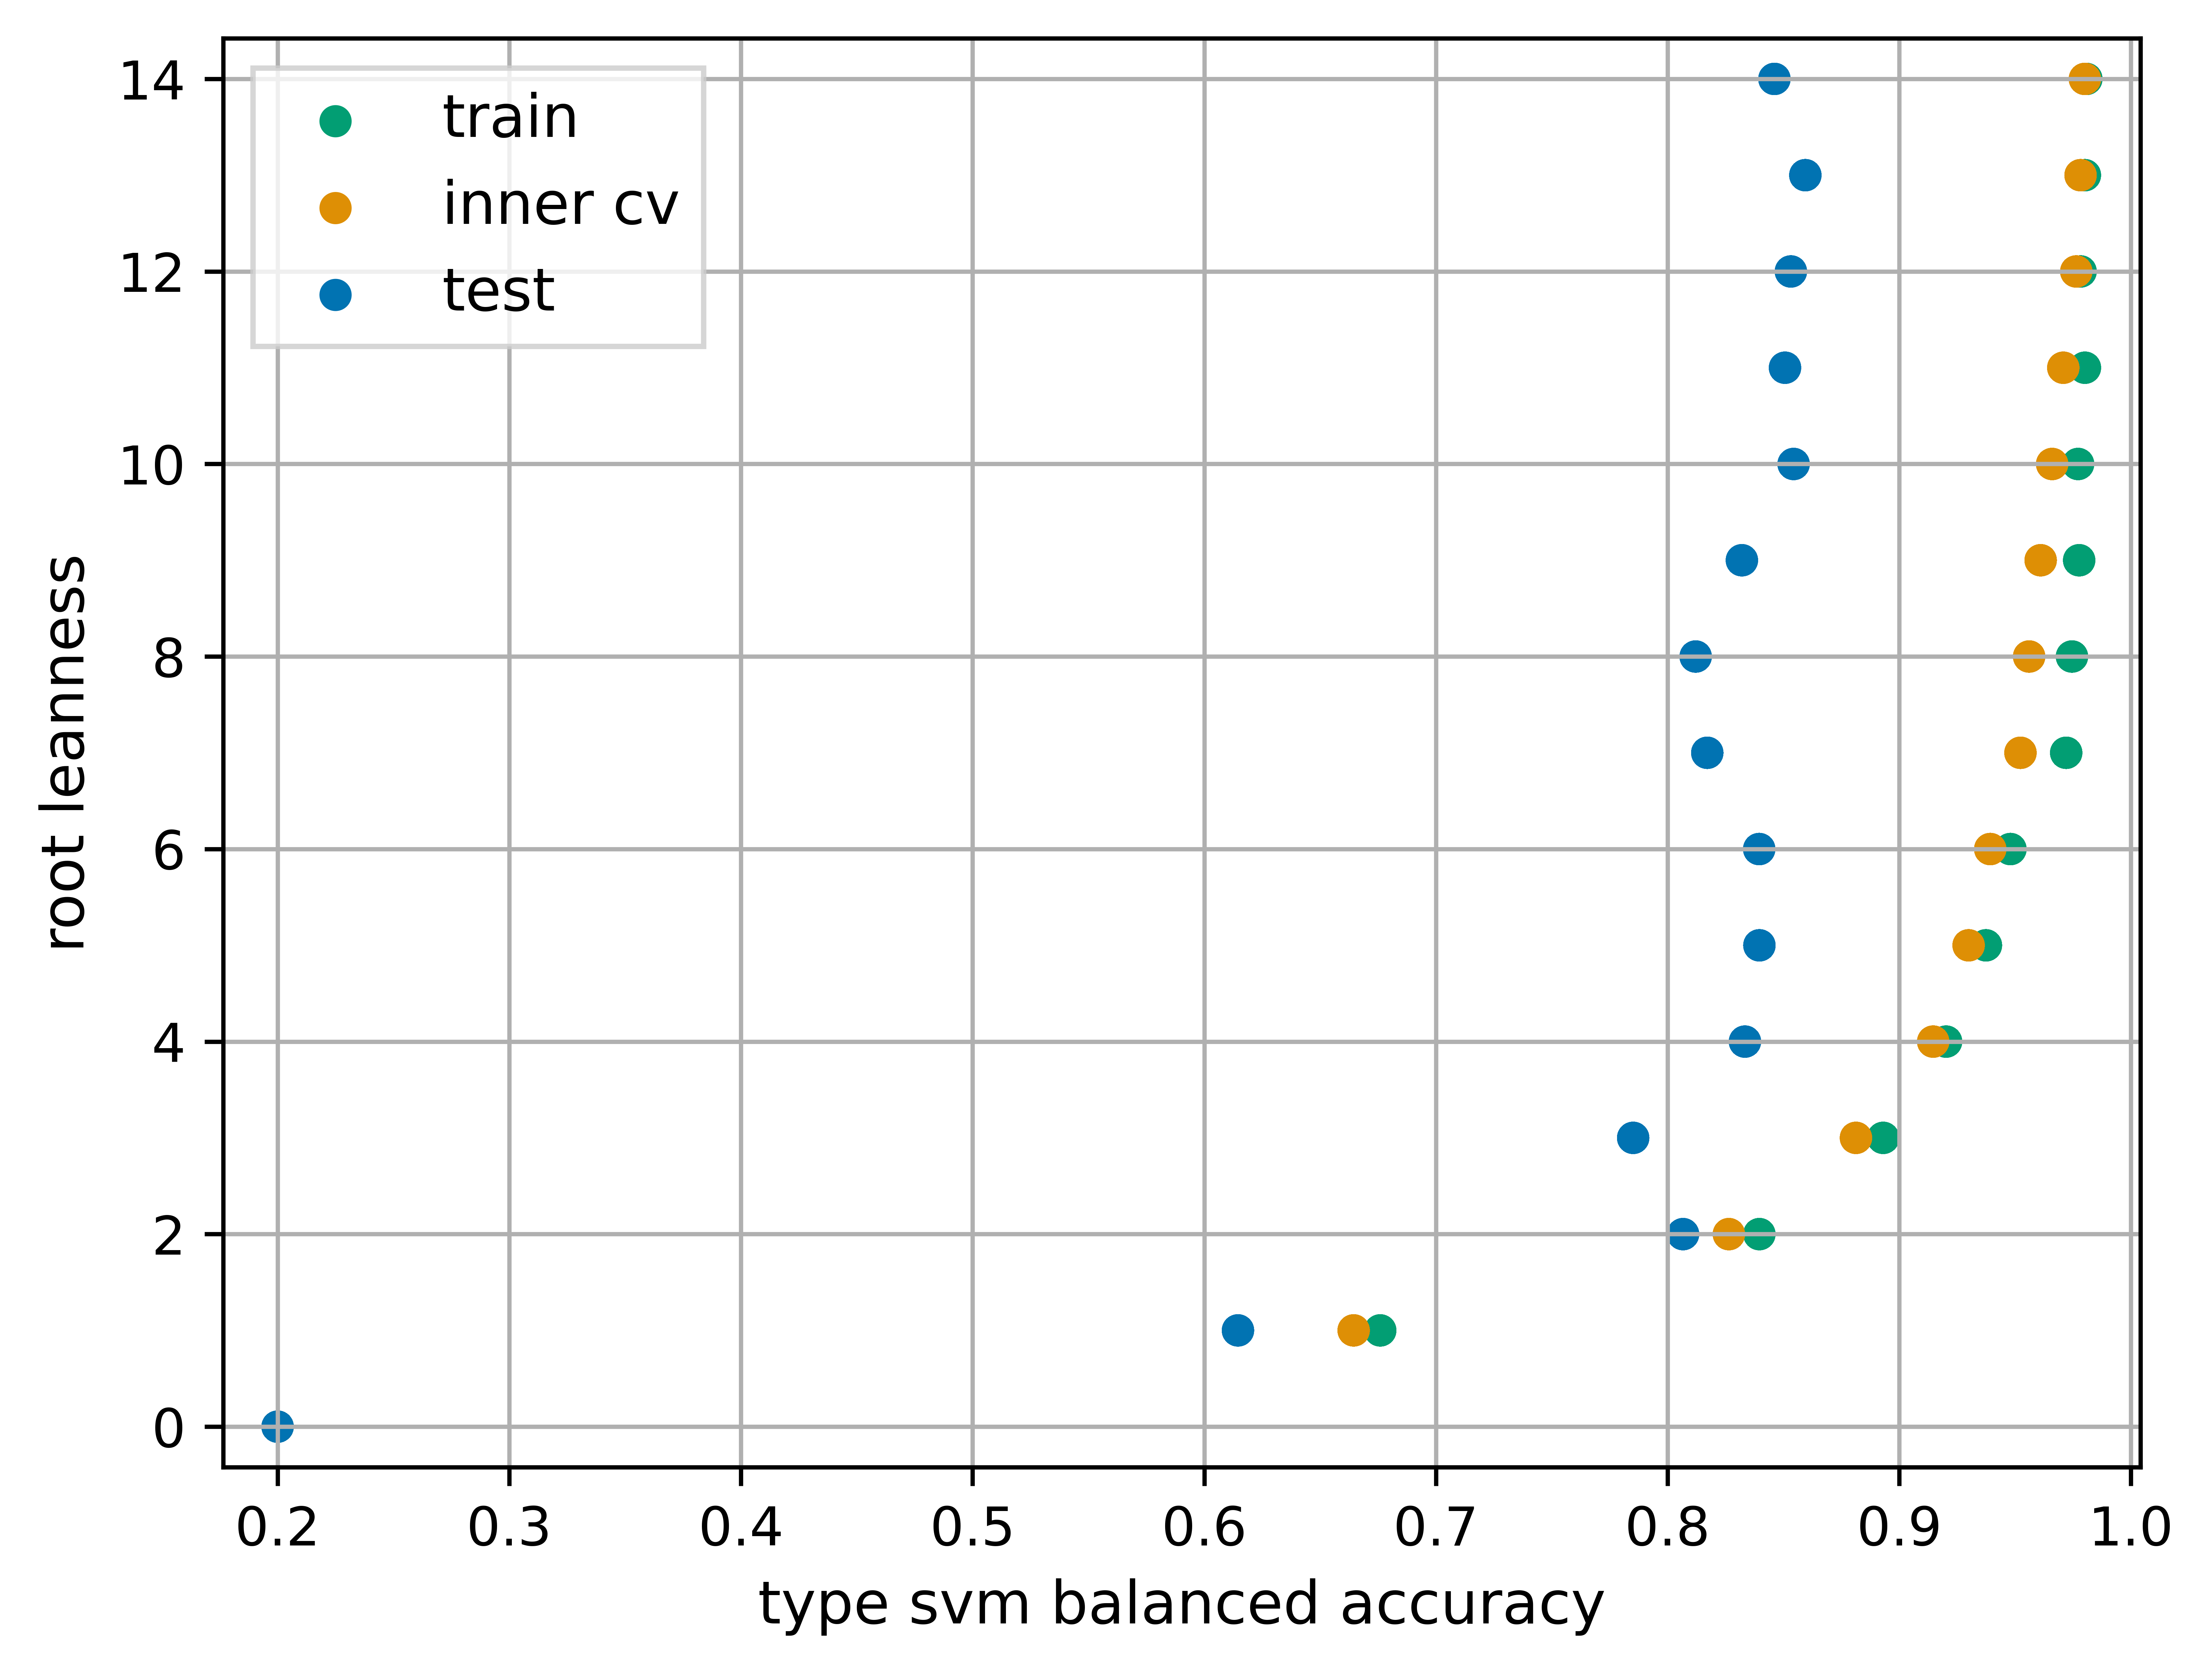 14
12
10
8
6
4
2
0
root leanness
train
inner cv
test
0.2 0.3 0.4 0.5 0.6 0.7 0.8 0.9 1.0
type svm balanced accuracy